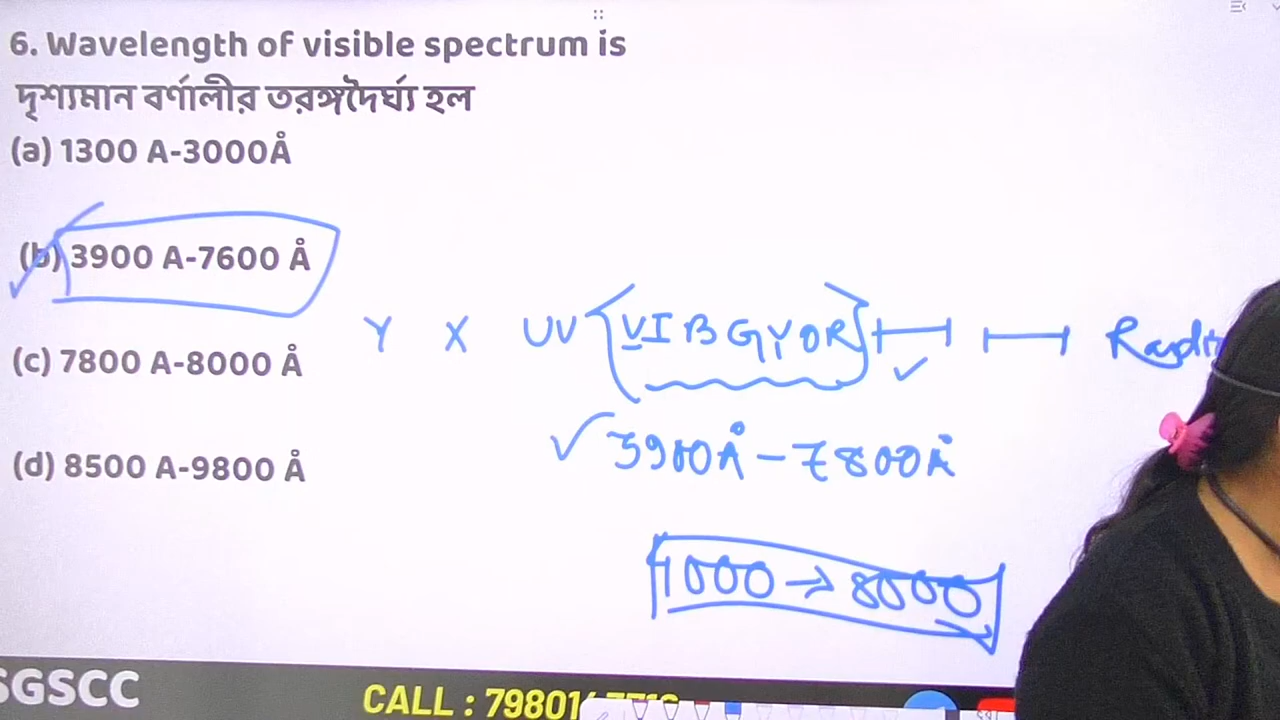 6. Wavelength of visible spectrum is
দৃশ্যমান বর্ণালীর তরঙ্গদৈর্ঘ্য হল
(a) 1300 A-3000Å
(b) 3900 A-7600 Å
(c) 7800 A-8000 Å
(d) 8500 A-9800 Å
γ X UV VIBGYOR
3900Å - 7800Å
→ 8000
SGSCC
CALL : 79801